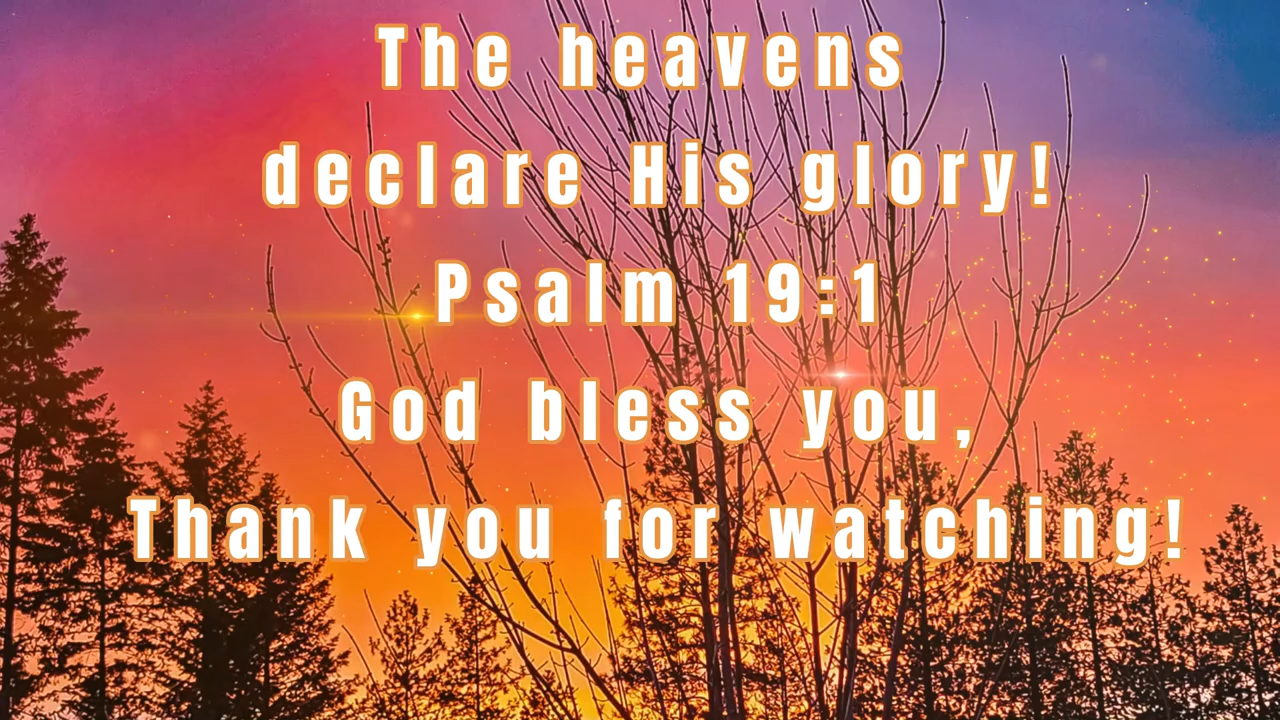 The heavens
declare His glory!
Psalm 19:1
God bless you,
Thank you for watching!